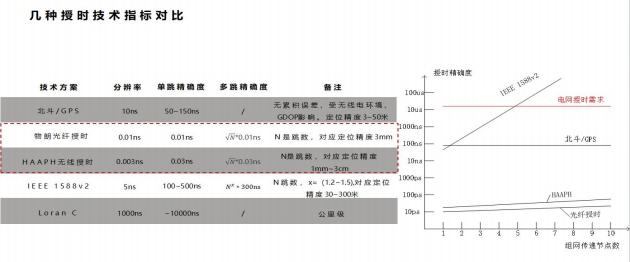 几种授时技术指标对比
技术方案 分辨率 单跳精确度 多跳精确度 备注
北斗/GPS 10ns 50-150ns / 无累积误差，受无线电环境、GDOP影响。定位精度3-50米
物朗光纤授时 0.01ns 0.01ns √N*0.01ns N是跳数，对应定位精度3mm
HAAPH无线授时 0.003ns 0.03ns √N*0.03ns N是跳数，对应定位精度1mm-3cm
IEEE 1588v2 5ns 100-500ns N^x*300ns N跳数，x=（1.2-1.5),对应定位精度30-300米
Loran C 1000ns ~10000ns / 公里级
授时精确度
100us
10us
1000ns
100ns
10ns
1000ps
100ps
10ps
IEEE 1588v2
电网授时需求
北斗/GPS
HAAPH
光纤授时
1 2 3 4 5 6 7 8 9 10
组网传递节点数